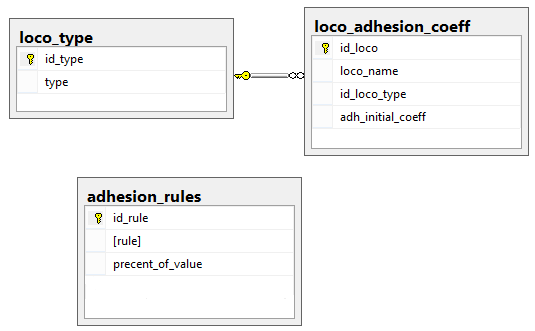 loco_type
id_type
type
loco_adhesion_coeff
id_loco
loco_name
id_loco_type
adh_initial_coeff
adhesion_rules
id_rule
[rule]
precent_of_value